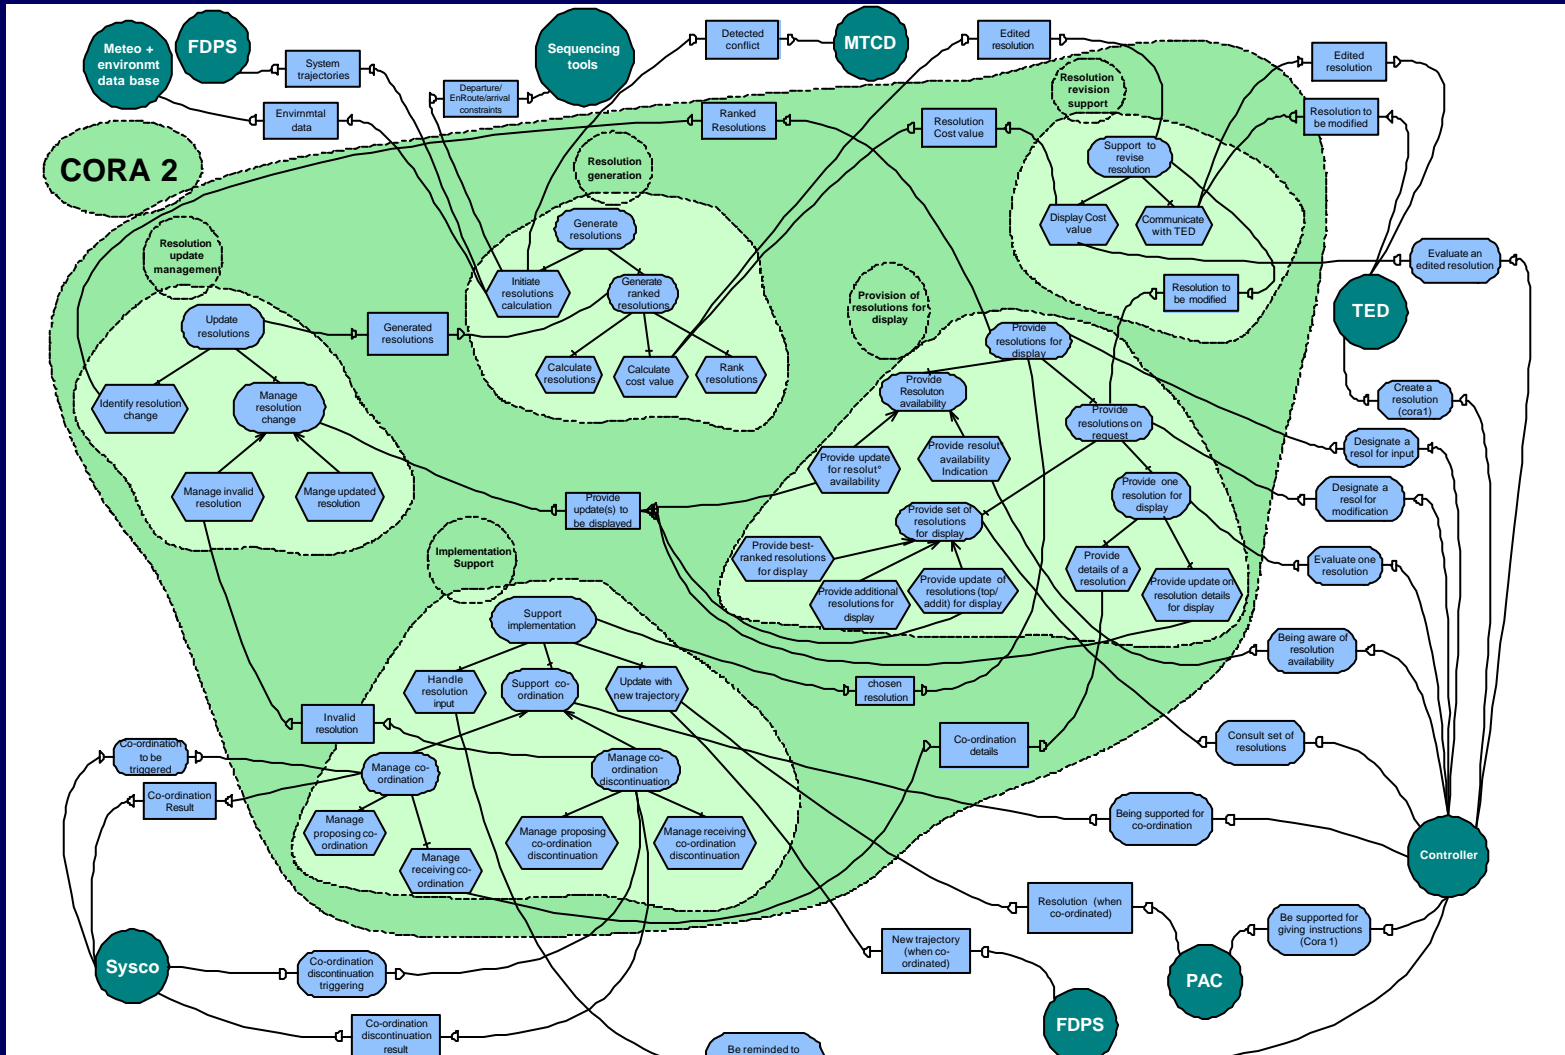 Meteo +
environmt
data base
FDPS
System
trajectories
Envirnmtal
data
Departure/
EnRoute/arrival
constraints
Sequencing
tools
Detected
conflict
MTCD
Edited
resolution
Edited
resolution
Resolution
revision
support
Resolution to
be modified
Ranked
Resolutions
Resolution
Cost value
CORA 2
Resolution
generation
Support to
revise
resolution
Display Cost
value
Communicate
with TED
Resolution
update
management
Generate
resolutions
Initiate
resolutions
calculation
Generate
ranked
resolutions
Evaluate an
edited resolution
Resolution to
be modified
Provision of
resolutions for
display
TED
Update
resolutions
Generated
resolutions
Provide
resolutions for
display
Calculate
resolutions
Calculate
cost value
Rank
resolutions
Identify resolution
change
Manage
resolution
change
Provide
Resoluton
availability
Provide
resolutions on
request
Create a
resolution
(cora1)
Designate a
resol for input
Provide update
for resolut°
availability
Provide resolut
availability
Indication
Manage invalid
resolution
Mange updated
resolution
Provide
update(s) to
be displayed
Provide one
resolution for
display
Designate a
resol for
modification
Provide set of
resolutions
for display
Implementation
Support
Provide best-
ranked resolutions
for display
Provide
details of a
resolution
Evaluate one
resolution
Provide additional
resolutions for
display
Provide update of
resolutions (top/
addit) for display
Provide update on
resolution details
for display
Support
implementation
Being aware of
resolution
availability
Handle
resolution
input
Support co-
ordination
Update with
new trajectory
chosen
resolution
Invalid
resolution
Co-ordination
to be
triggered
Co-ordination
details
Consult set of
resolutions
Manage co-
ordination
Manage co-
ordination
discontinuation
Co-ordination
Result
Manage
proposing co-
ordination
Manage proposing
co-ordination
discontinuation
Manage receiving
co-ordination
discontinuation
Being supported for
co-ordination
Manage
receiving co-
ordination
Controller
Resolution (when
co-ordinated)
Be supported for
giving instructions
(Cora 1)
New trajectory
(when co-
ordinated)
Sysco
Co-ordination
discontinuation
triggering
PAC
FDPS
Co-ordination
discontinuation
result
Be reminded to